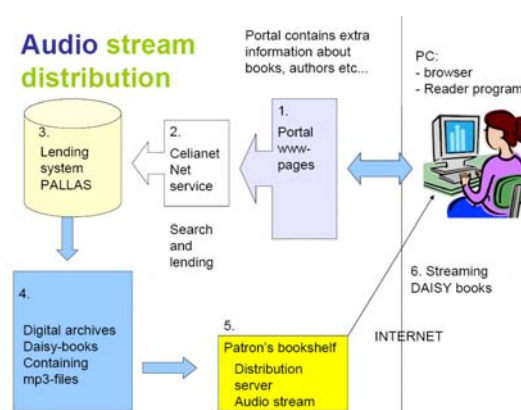 Audio stream
distribution
Portal contains extra
information about
books, authors etc...
PC:
- browser
- Reader program
3.
Lending
system
PALLAS
2.
Celianet
Net
service
1.
Portal
www-
pages
Search
and
lending
4.
Digital archives
Daisy-books
Containing
mp3-files
5.
Patron's bookshelf
Distribution
server
Audio stream
6. Streaming
DAISY books
INTERNET